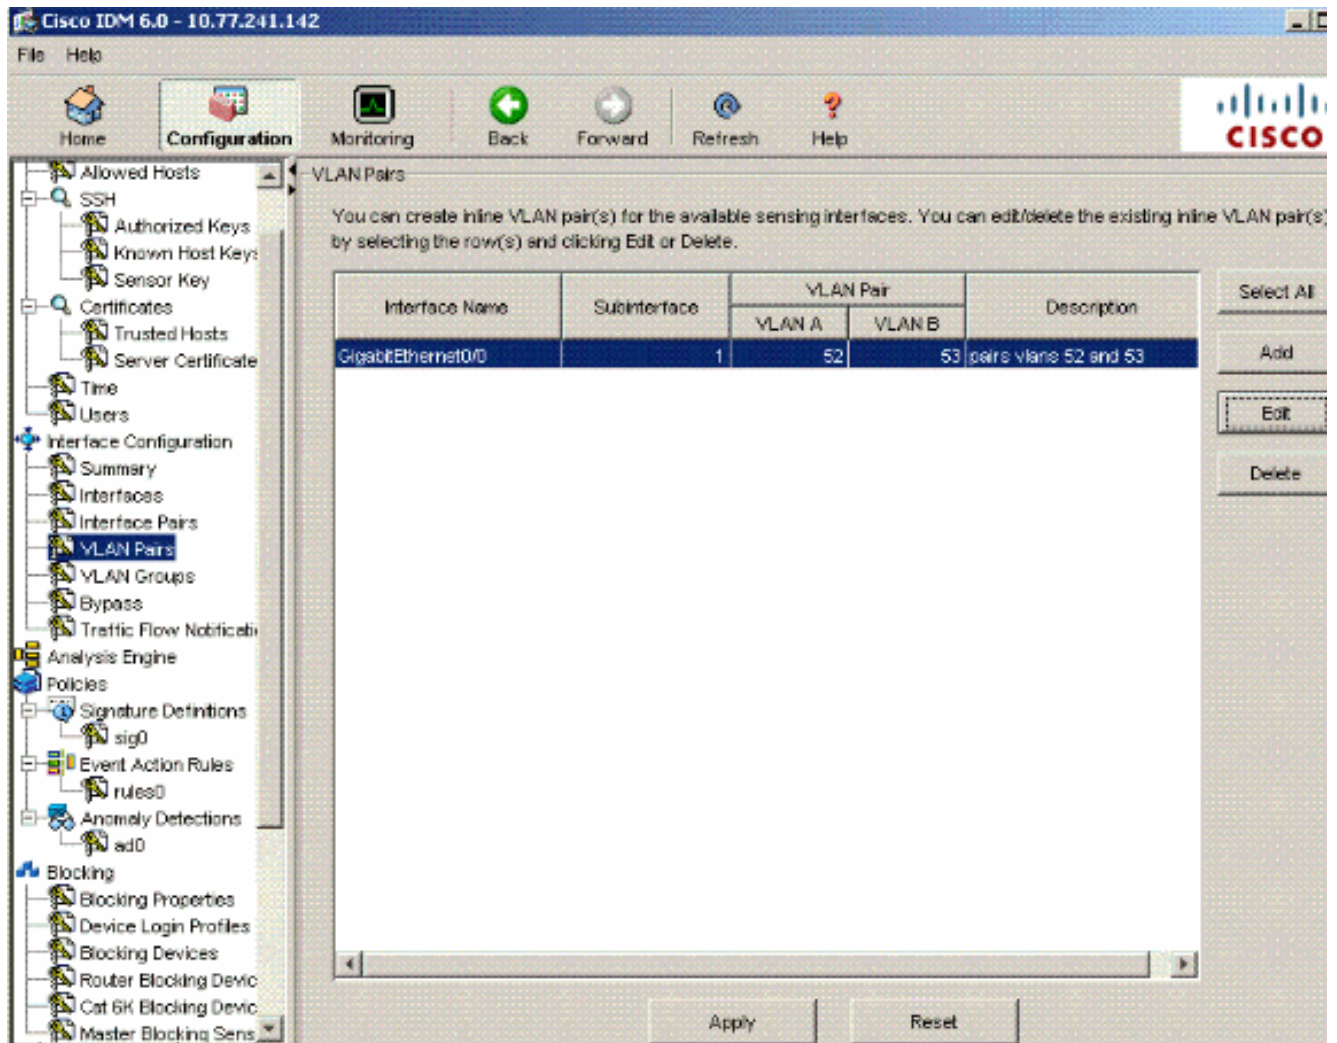 Cisco IDM 6.0 - 10.77.241.142
File Help
Home Configuration Monitoring Back Forward Refresh Help
CISCO
Allowed Hosts
SSH
Authorized Keys
Known Host Keys
Sensor Key
Certificates
Trusted Hosts
Server Certificate
Time
Users
Interface Configuration
Summary
Interfaces
Interface Pairs
VLAN Pairs
VLAN Groups
Bypass
Traffic Flow Notificati
Analysis Engine
Policies
Signature Definitions
sig0
Event Action Rules
rules0
Anomaly Detections
ad0
Blocking
Blocking Properties
Device Login Profiles
Blocking Devices
Router Blocking Devic
Cat 6K Blocking Devic
Master Blocking Sens
VLAN Pairs
You can create inline VLAN pair(s) for the available sensing interfaces. You can edit/delete the existing inline VLAN pair(s)
by selecting the row(s) and clicking Edit or Delete.
Interface Name Subinterface VLAN Pair Description
VLAN A VLAN B
GigabitEthernet0/0 1 52 53 pairs vlans 52 and 53
Select All
Add
Edit
Delete
Apply Reset